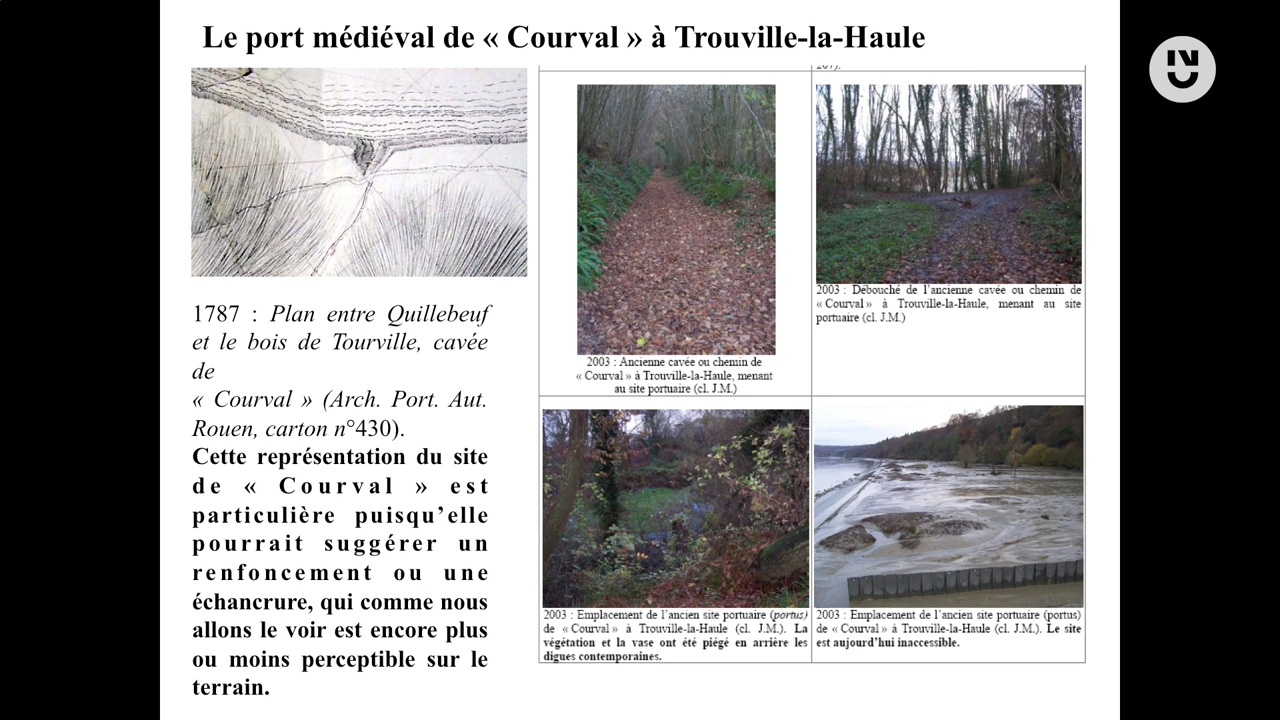 Le port médiéval de « Courval » à Trouville-la-Haule
1787 : Plan entre Quillebeuf
et le bois de Tourville, cavée
de
« Courval » (Arch. Port. Aut.
Rouen, carton n°430).
Cette représentation du site
de « Courval » est
particulière puisqu’elle
pourrait suggérer un
renfoncement ou une
échancrure, qui comme nous
allons le voir est encore plus
ou moins perceptible sur le
terrain.
2003 : Ancienne cavée ou chemin de
« Courval » à Trouville-la-Haule, menant
au site portuaire (cl. J.M.)
2003 : Débouché de l’ancienne cavée ou chemin de
« Courval » à Trouville-la-Haule, menant au site
portuaire (cl. J.M.)
2003 : Emplacement de l’ancien site portuaire (portus)
de « Courval » à Trouville-la-Haule (cl. J.M.). La
végétation et la vase ont été piégé en arrière les
digues contemporaines.
2003 : Emplacement de l’ancien site portuaire (portus)
de « Courval » à Trouville-la-Haule (cl. J.M.). Le site
est aujourd’hui inaccessible.